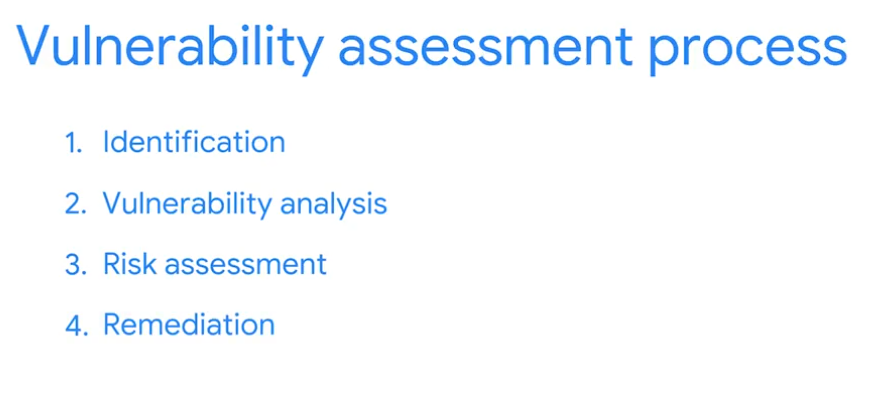 Vulnerability assessment process
1. Identification
2. Vulnerability analysis
3. Risk assessment
4. Remediation